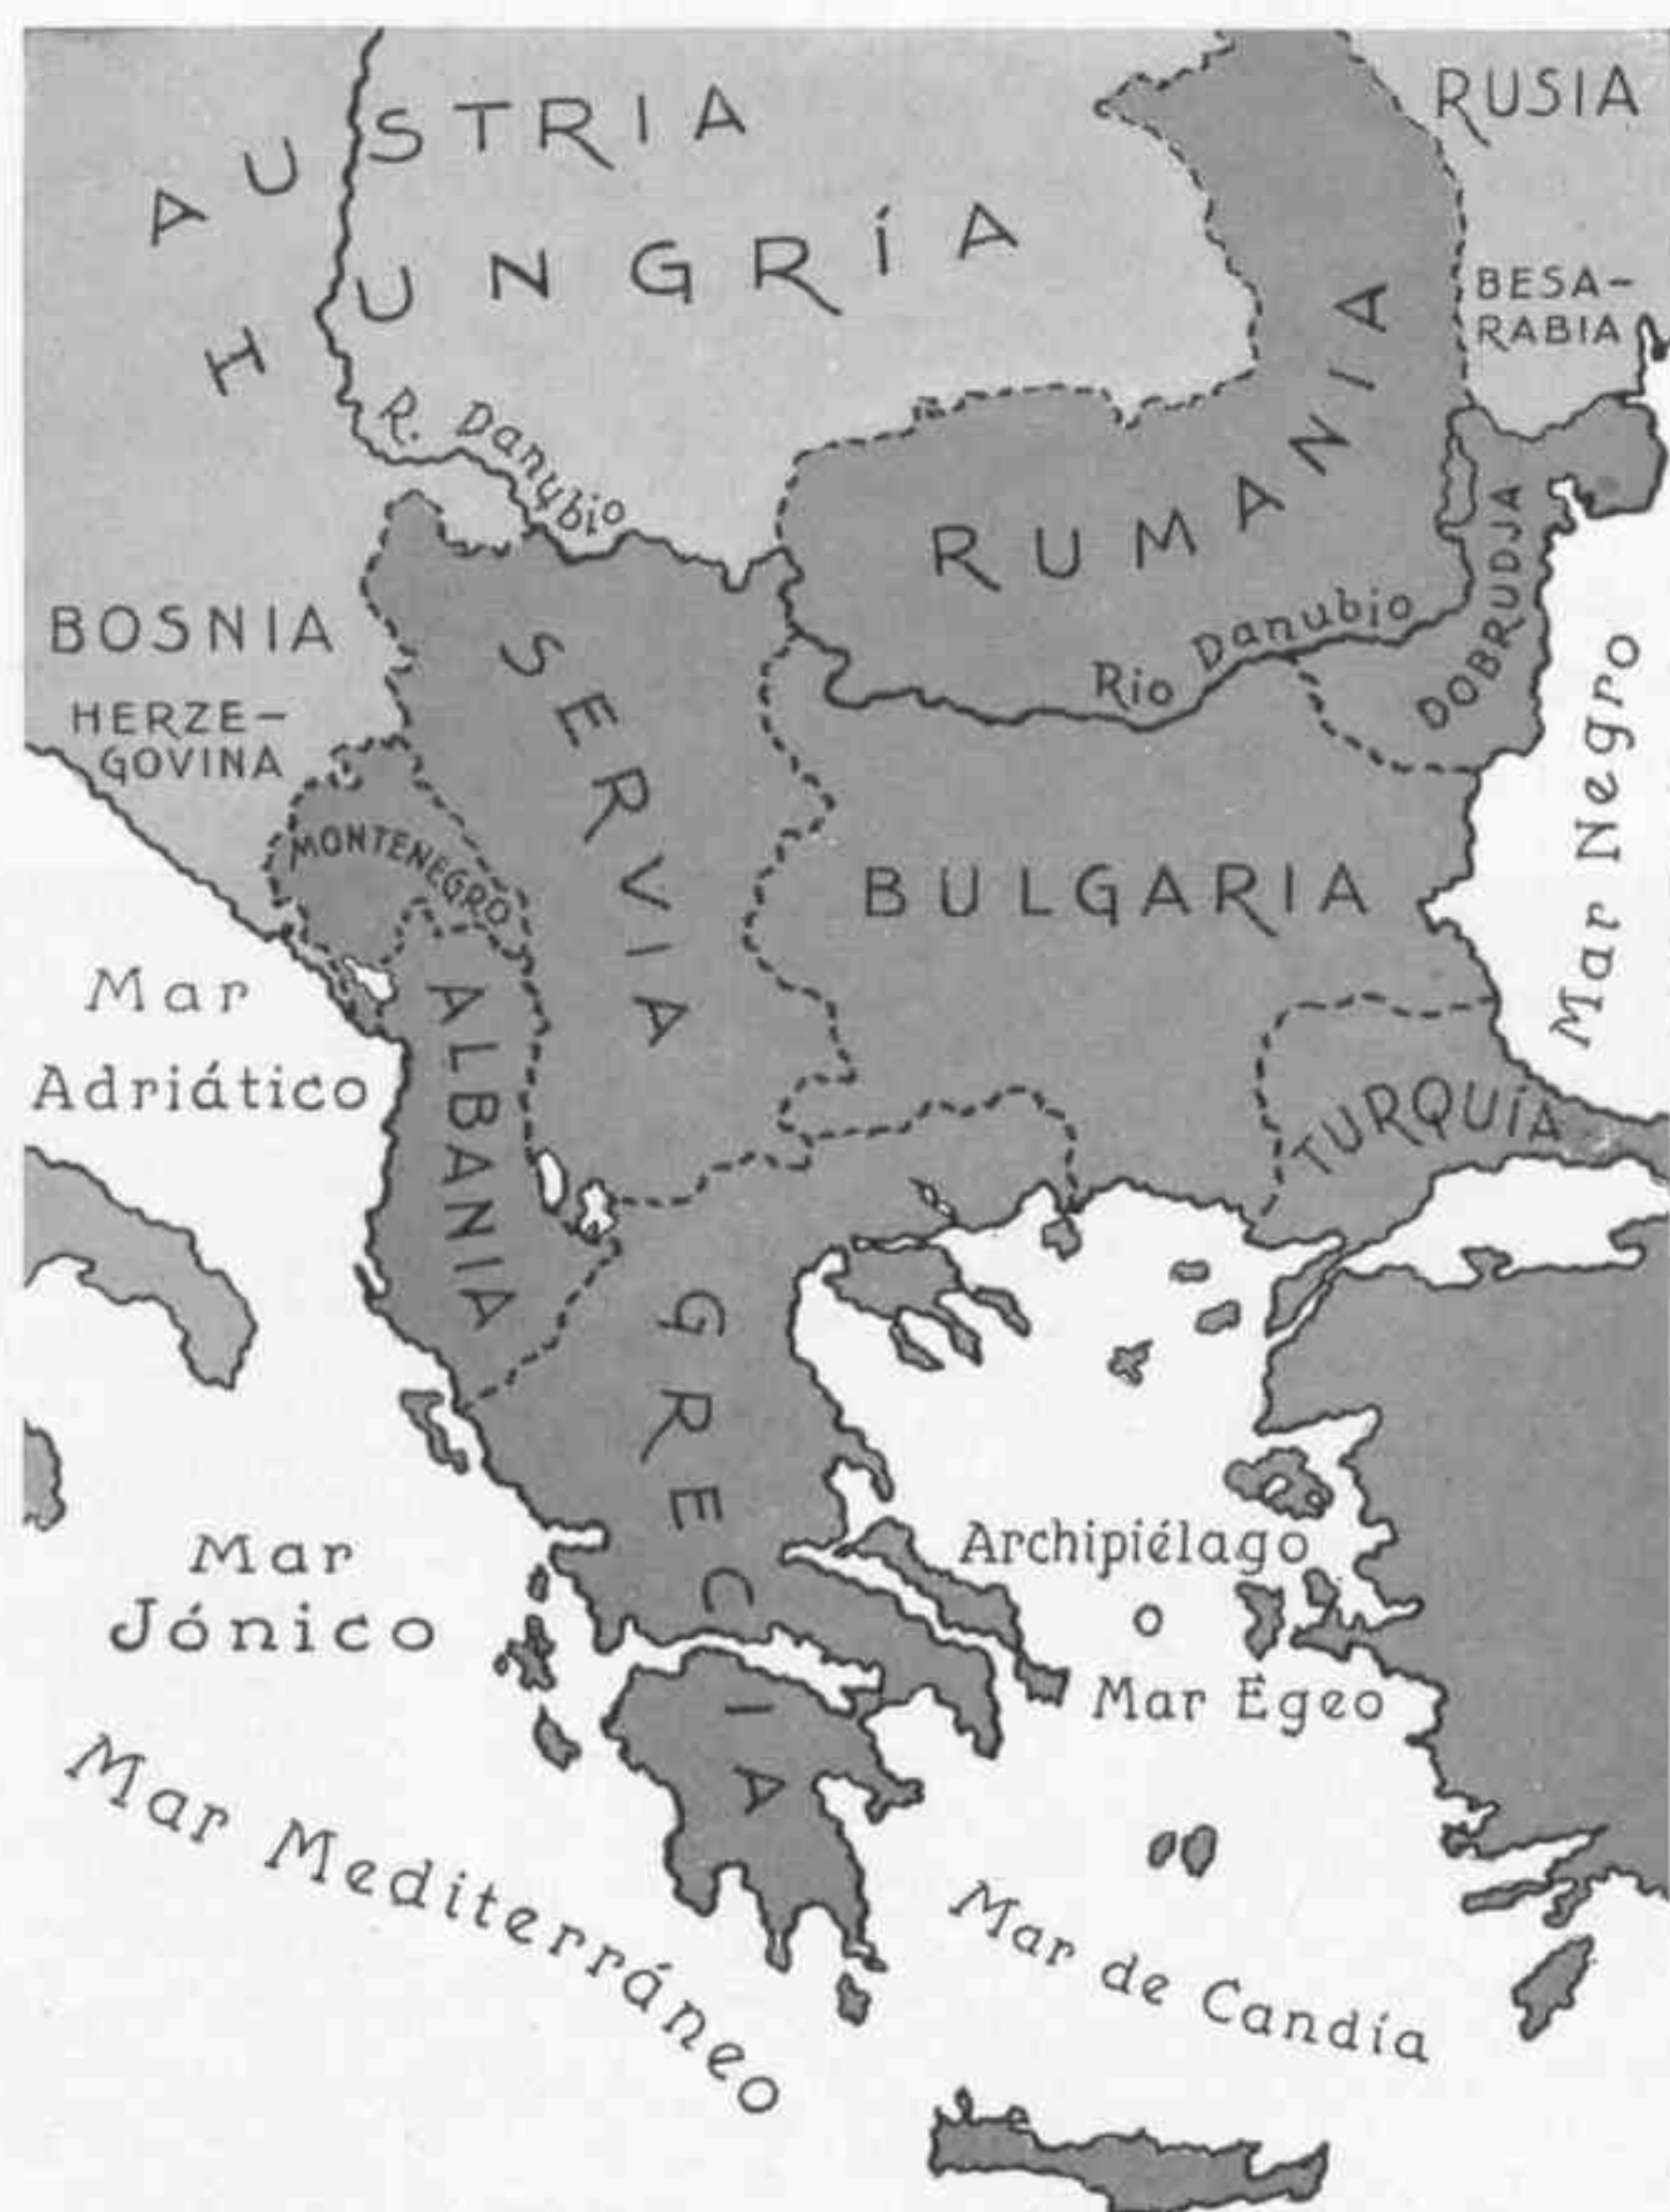 AUSTRIA
HUNGRÍA
RUSIA
BESA-
RABIA
R. Danubio
RUMANIA
Rio Danubio
DOBRUDJA
Mar Negro
BOSNIA
HERZE-
GOVINA
SERVIA
MONTENEGRO
BULGARIA
Mar
Adriático
ALBANIA
TURQUÍA
GRECIA
Archipiélago
o
Mar Egeo
Mar
Jónico
Mar Mediterráneo
Mar de Candía